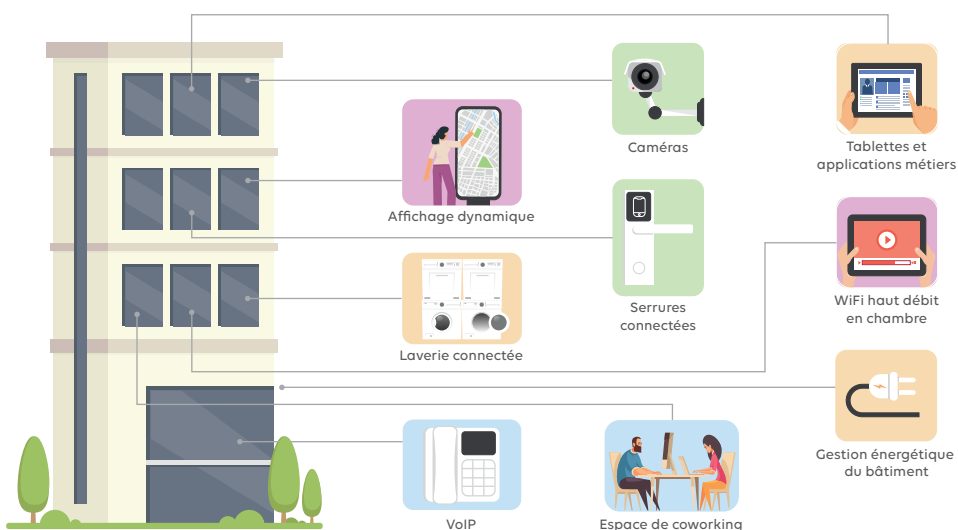 Caméras
Tablettes et
applications métiers
Affichage dynamique
Serrures
connectées
WiFi haut débit
en chambre
Laverie connectée
Gestion énergétique
du bâtiment
VoIP
Espace de coworking